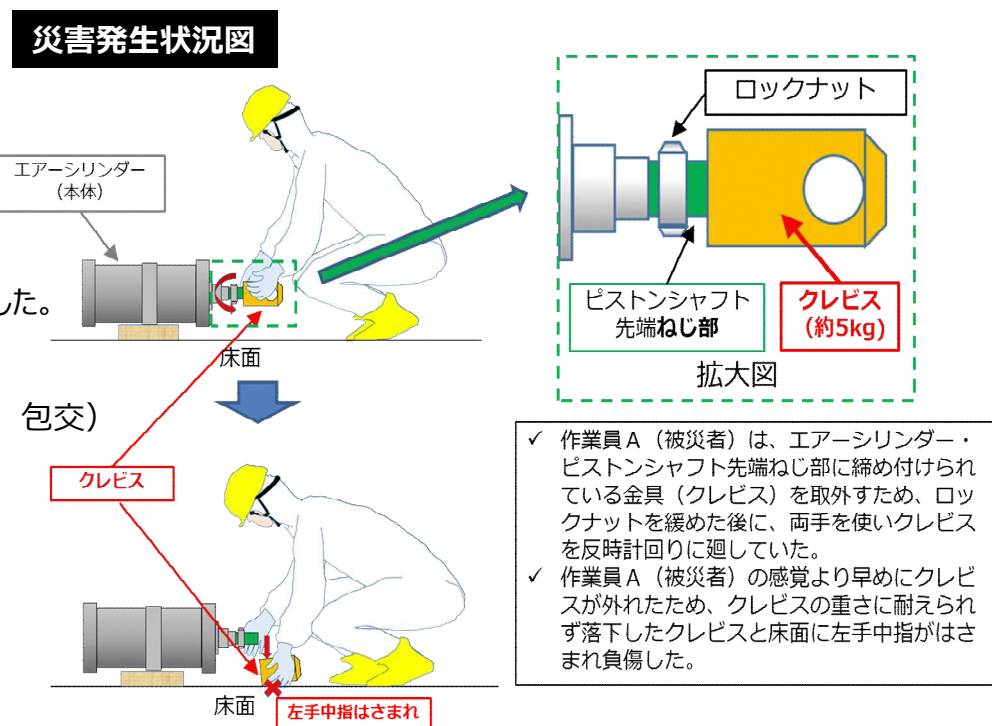 災害発生状況図
エアーシリンダー
(本体)
した。
床面
包交)
クレビス
床面
左手中指はさまれ
ロックナット
ピストンシャフト
先端ねじ部
クレビス
(約5kg)
拡大図
✓ 作業員A（被災者）は、エアーシリンダー・
ピストンシャフト先端ねじ部に締め付けられ
ている金具（クレビス）を取外すため、ロッ
クナットを緩めた後に、両手を使いクレビス
を反時計回りに廻していた。
✓ 作業員A（被災者）の感覚より早めにクレビ
スが外れたため、クレビスの重さに耐えられ
ず落下したクレビスと床面に左手中指がはさ
まれ負傷した。